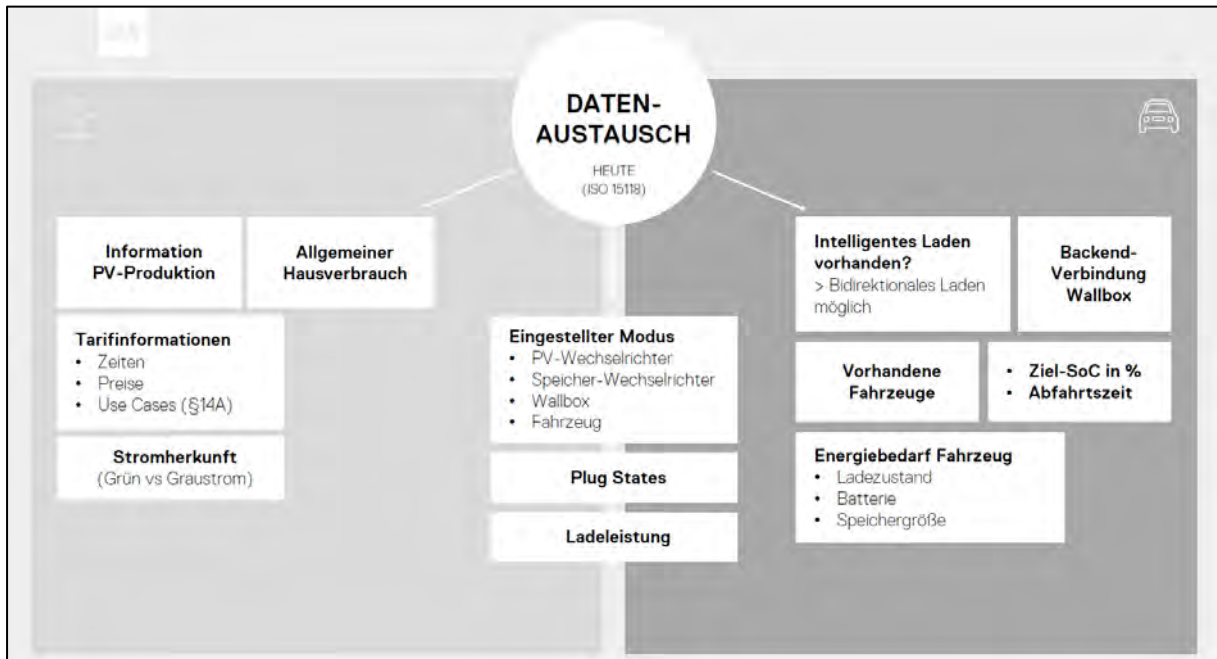 DATEN-
AUSTAUSCH
HEUTE
(ISO 15118)
Information
PV-Produktion
Allgemeiner
Hausverbrauch
Tarifinformationen
• Zeiten
• Preise
• Use Cases (§14A)
Stromherkunft
(Grün vs Graustrom)
Eingestellter Modus
• PV-Wechselrichter
• Speicher-Wechselrichter
• Wallbox
• Fahrzeug
Plug States
Ladeleistung
Intelligentes Laden
vorhanden?
> Bidirektionales Laden
möglich
Backend-
Verbindung
Wallbox
Vorhandene
Fahrzeuge
• Ziel-SoC in %
• Abfahrtszeit
Energiebedarf Fahrzeug
• Ladezustand
• Batterie
• Speichergröße